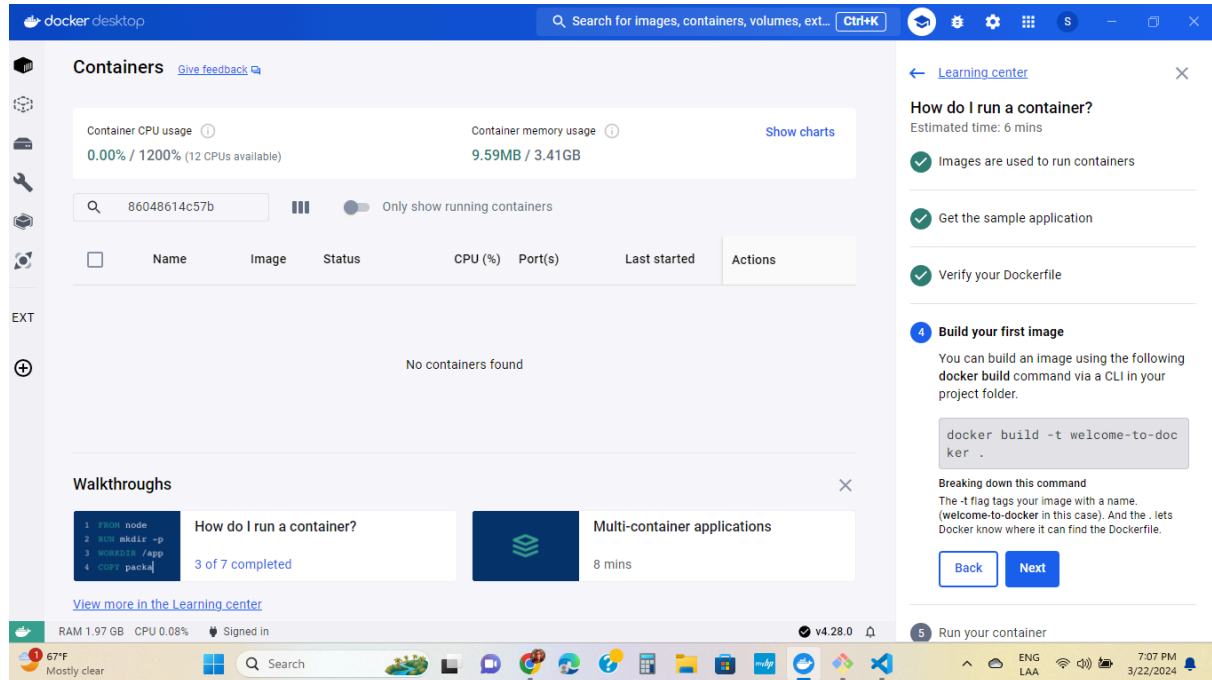 docker desktop
Search for images, containers, volumes, ext... Ctrl+K
S
Containers Give feedback
Container CPU usage
0.00% / 1200% (12 CPUs available)
Container memory usage
9.59MB / 3.41GB
Show charts
86048614c57b
Only show running containers
Name Image Status CPU (%) Port(s) Last started Actions
EXT
No containers found
Walkthroughs
1 FROM node
2 RUN mkdir -p
3 WORKDIR /app
4 COPY packa
How do I run a container?
3 of 7 completed
Multi-container applications
8 mins
View more in the Learning center
RAM 1.97 GB CPU 0.08% Signed in
v4.28.0
Learning center
How do I run a container?
Estimated time: 6 mins
Images are used to run containers
Get the sample application
Verify your Dockerfile
4 Build your first image
You can build an image using the following
docker build command via a CLI in your
project folder.
docker build -t welcome-to-doc
ker .
Breaking down this command
The -t flag tags your image with a name.
(welcome-to-docker in this case). And the . lets
Docker know where it can find the Dockerfile.
Back Next
5 Run your container
1
67°F
Mostly clear
Search
myhp
ENG
LAA
7:07 PM
3/22/2024